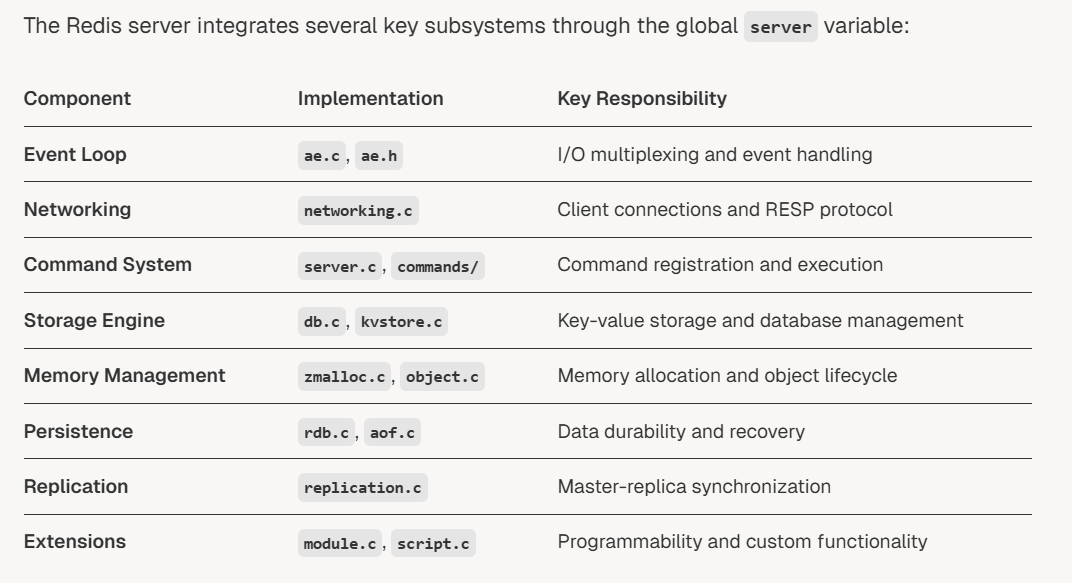 The Redis server integrates several key subsystems through the global server variable:
Component Implementation Key Responsibility
Event Loop ae.c, ae.h I/O multiplexing and event handling
Networking networking.c Client connections and RESP protocol
Command System server.c, commands/ Command registration and execution
Storage Engine db.c, kvstore.c Key-value storage and database management
Memory Management zmalloc.c, object.c Memory allocation and object lifecycle
Persistence rdb.c, aof.c Data durability and recovery
Replication replication.c Master-replica synchronization
Extensions module.c, script.c Programmability and custom functionality